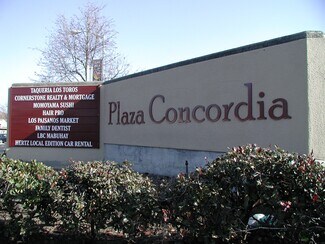 TAQUERIA LOS TOROS
CORNERSTONE REALTY & MORTGAGE
MOMOYAMA SUSHI
HAIR PRO
LOS PAISANOS MARKET
FAMILY DENTIST
LBC MABUHAY
HERTZ LOCAL EDITION CAR RENTAL
Plaza Concordia